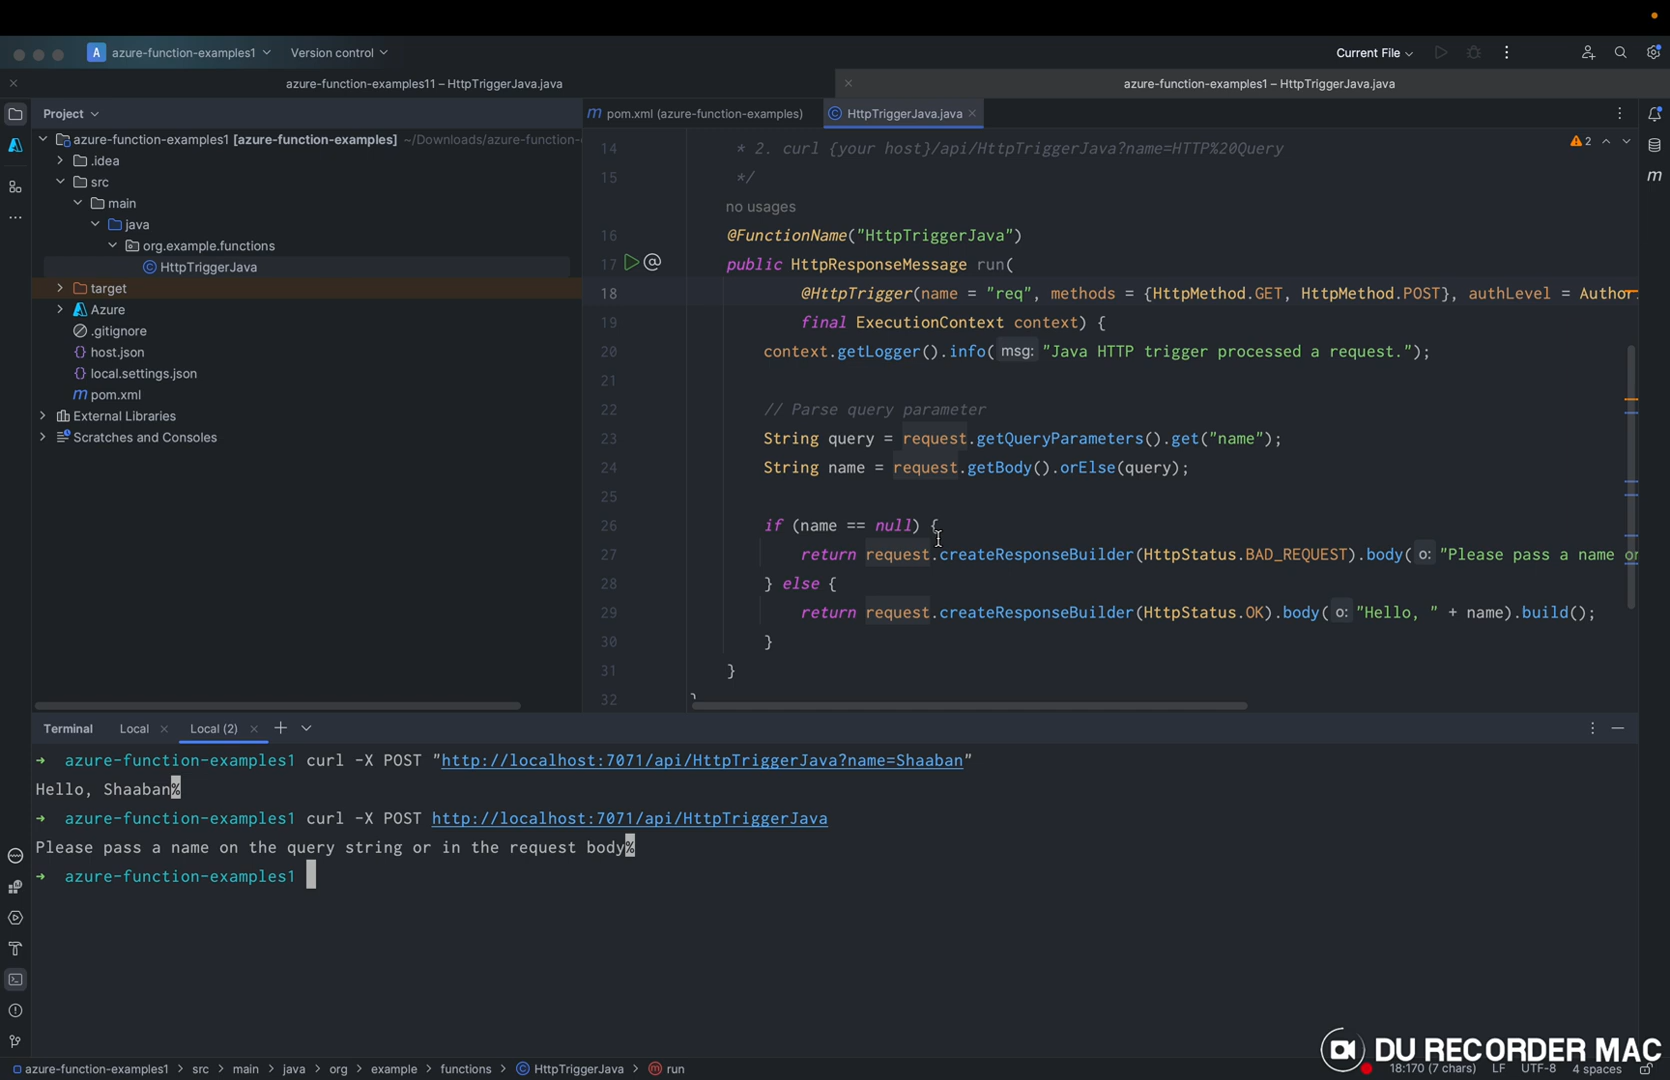 azure-function-examples1
Version control
Current File
azure-function-examples11 – HttpTriggerJava.java
azure-function-examples1 – HttpTriggerJava.java
Project
pom.xml (azure-function-examples)
HttpTriggerJava.java
azure-function-examples1 [azure-function-examples] ~/Downloads/azure-function-
.idea
src
main
java
org.example.functions
HttpTriggerJava
target
Azure
.gitignore
host.json
local.settings.json
pom.xml
External Libraries
Scratches and Consoles
2
14 * 2. curl {your host}/api/HttpTriggerJava?name=HTTP%20Query
15 */
no usages
16 @FunctionName("HttpTriggerJava")
17 public HttpResponseMessage run(
18 @HttpTrigger(name = "req", methods = {HttpMethod.GET, HttpMethod.POST}, authLevel = Author
19 final ExecutionContext context) {
20 context.getLogger().info( msg: "Java HTTP trigger processed a request.");
21
22 // Parse query parameter
23 String query = request.getQueryParameters().get("name");
24 String name = request.getBody().orElse(query);
25
26 if (name == null) {
27 return request.createResponseBuilder(HttpStatus.BAD_REQUEST).body( o: "Please pass a name on
28 } else {
29 return request.createResponseBuilder(HttpStatus.OK).body( o: "Hello, " + name).build();
30 }
31 }
32 }
Terminal
Local
Local (2)
→ azure-function-examples1 curl -X POST "http://localhost:7071/api/HttpTriggerJava?name=Shaaban"
Hello, Shaaban%
→ azure-function-examples1 curl -X POST http://localhost:7071/api/HttpTriggerJava
Please pass a name on the query string or in the request body%
→ azure-function-examples1
DU RECORDER MAC
azure-function-examples1 > src > main > java > org > example > functions > HttpTriggerJava > run
18:170 (7 chars) LF UTF-8 4 spaces